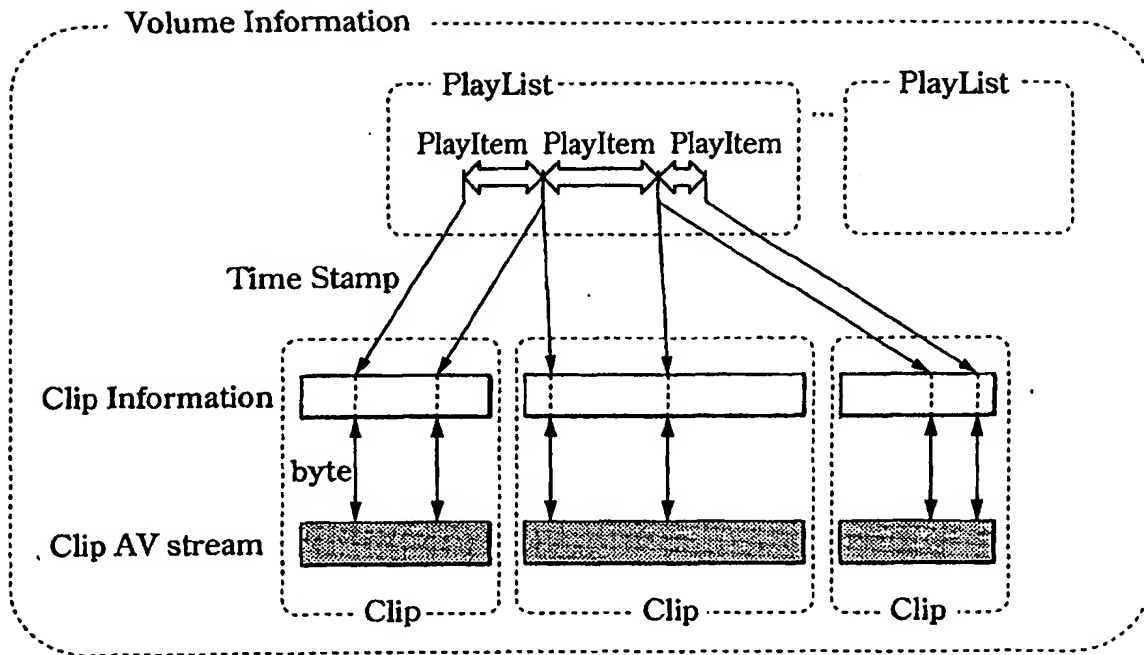 Volume Information
PlayList
PlayList
...
PlayItem PlayItem PlayItem
Time Stamp
Clip Information
byte
Clip AV stream
Clip
Clip
Clip